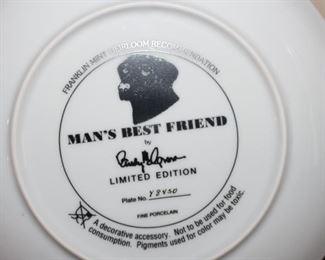 FRANKLIN MINT HEIRLOOM RECOMMENDATION
MAN'S BEST FRIEND
by
LIMITED EDITION
Plate No.
FINE PORCELAIN
A decorative accessory. Not to be used for food
consumption. Pigments used for color may be toxic.